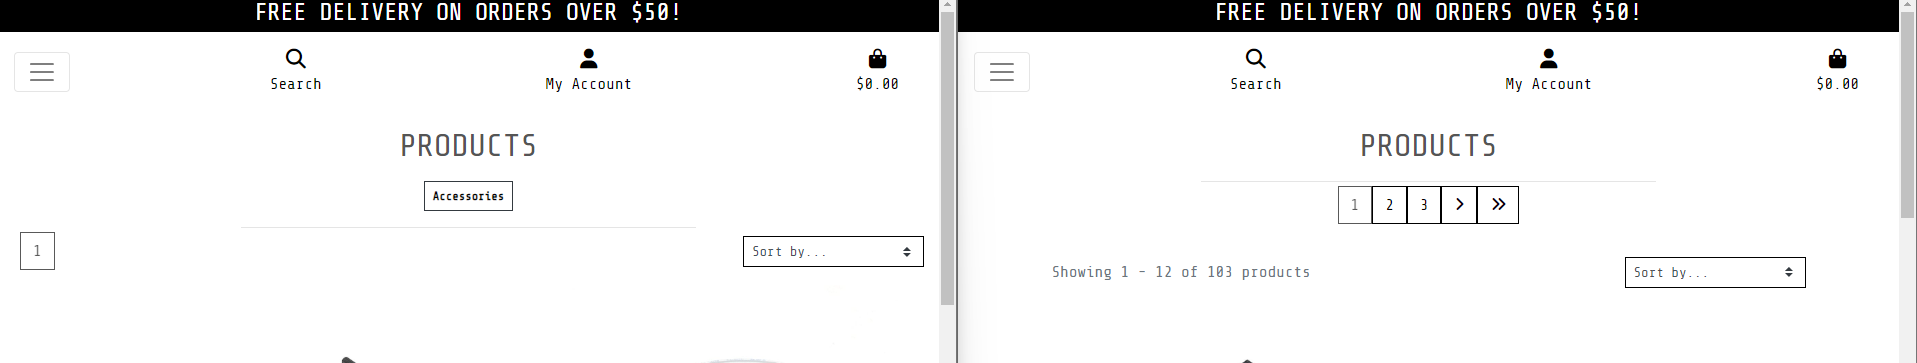 FREE DELIVERY ON ORDERS OVER $50!
Search
My Account
$0.00
PRODUCTS
Accessories
1
Sort by...
FREE DELIVERY ON ORDERS OVER $50!
Search
My Account
$0.00
PRODUCTS
1 2 3
Showing 1 - 12 of 103 products
Sort by...